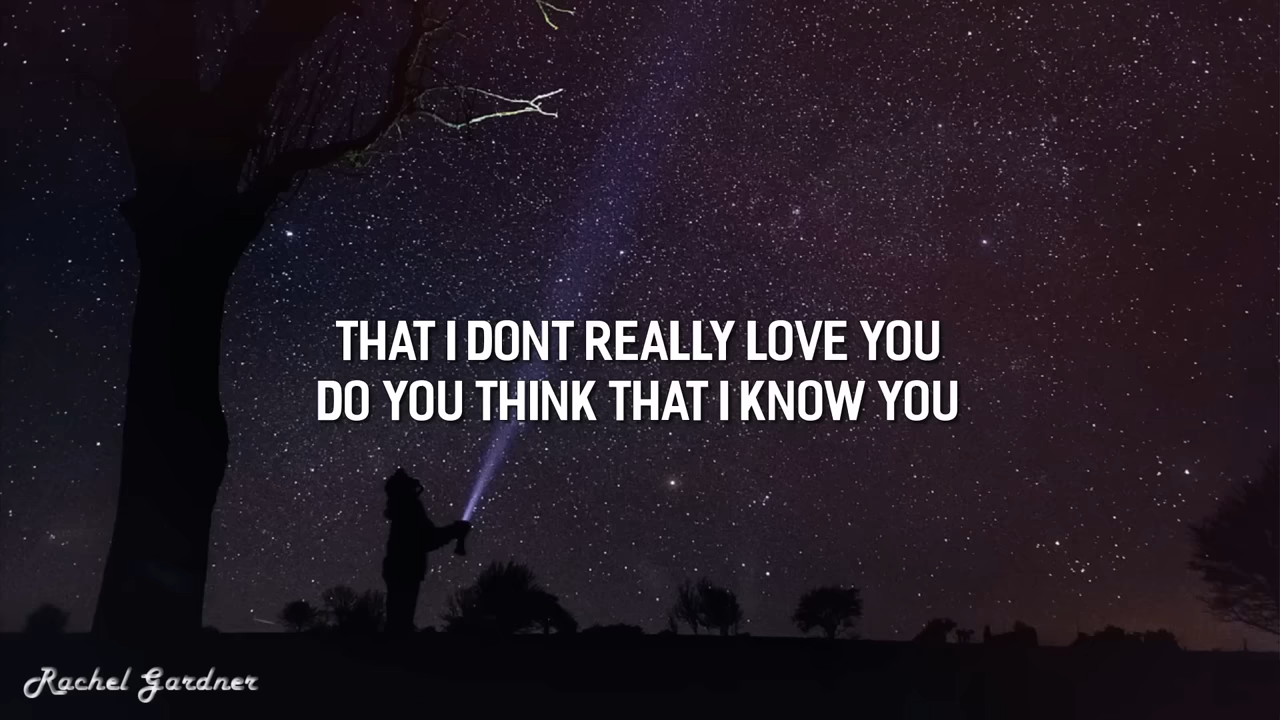 THAT I DONT REALLY LOVE YOU
DO YOU THINK THAT I KNOW YOU
Rachel Gardner